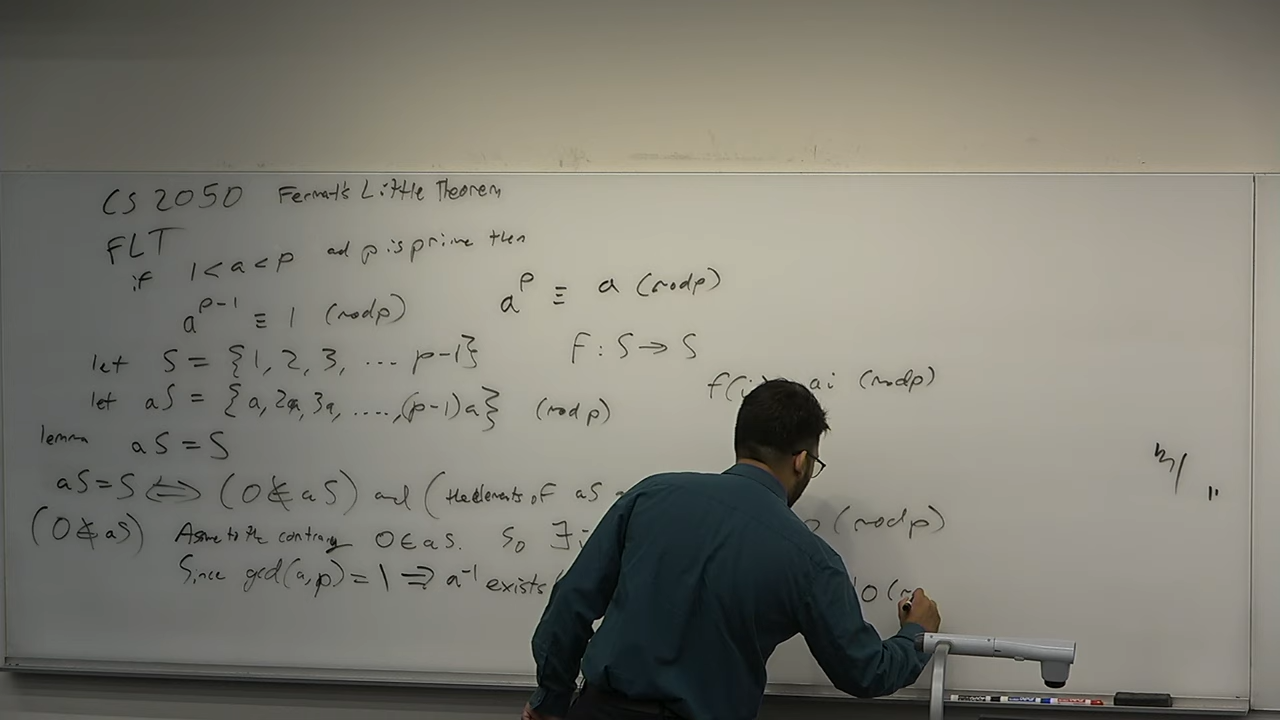 CS 2050 Fermat's Little Theorem
FLT
if 1 < a < p and p is prime then
a^{p-1} ≡ 1 (mod p) a^p ≡ a (mod p)
let S = {1, 2, 3, ... p-1} F : S → S
let aS = {a, 2a, 3a, ...., (p-1)a} (mod p) f(i) ai (mod p)
lemma aS = S
aS = S ⟺ (0 ∉ aS) and (the elements of aS
(0 ∉ aS) Assume to the contrary 0 ∈ aS. So ∃i 0 (mod p)
Since gcd(a, p) = 1 ⇒ a^{-1} exists 0 (m